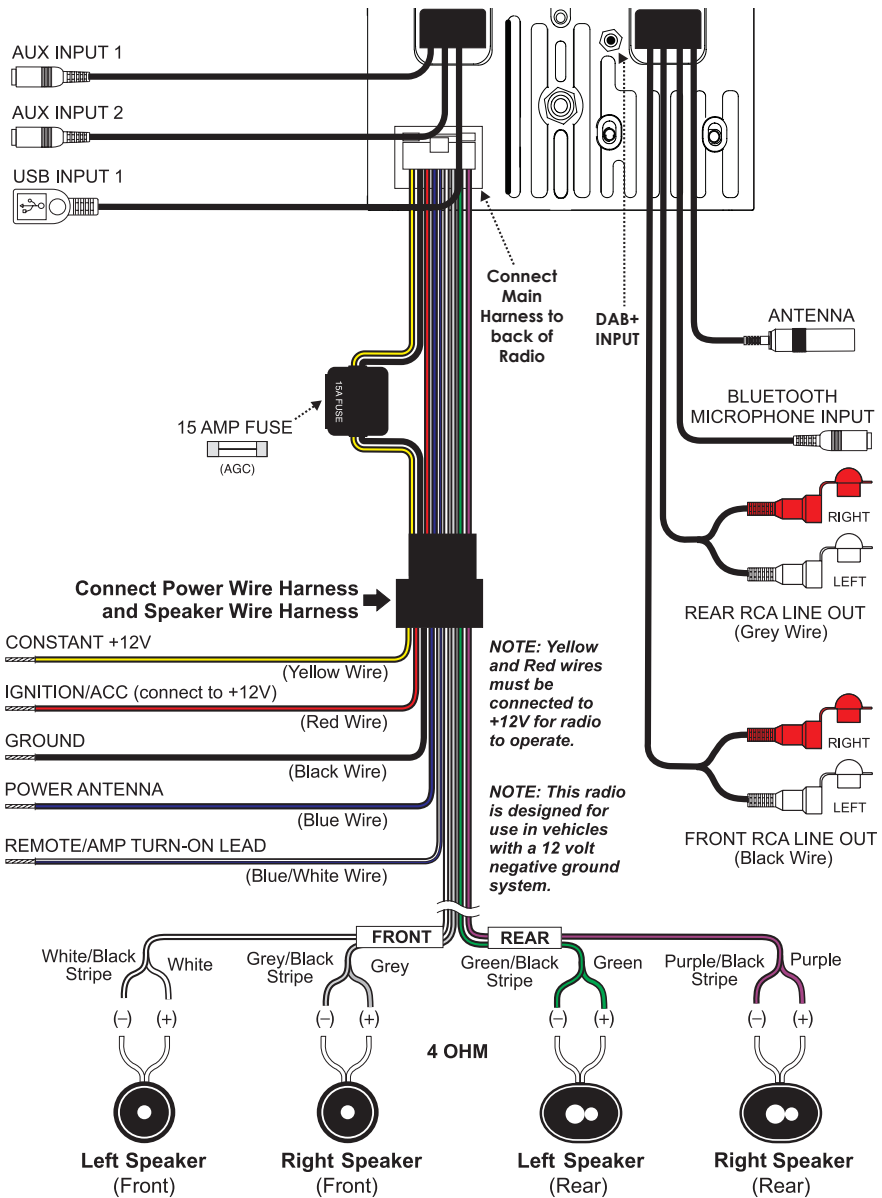 AUX INPUT 1
AUX INPUT 2
USB INPUT 1
Connect
Main
Harness to
back of
Radio
DAB+
INPUT
ANTENNA
BLUETOOTH
MICROPHONE INPUT
15 AMP FUSE
(AGC)
15A FUSE
RIGHT
LEFT
REAR RCA LINE OUT
(Grey Wire)
Connect Power Wire Harness
and Speaker Wire Harness
CONSTANT +12V
(Yellow Wire)
IGNITION/ACC (connect to +12V)
(Red Wire)
GROUND
(Black Wire)
POWER ANTENNA
(Blue Wire)
REMOTE/AMP TURN-ON LEAD
(Blue/White Wire)
NOTE: Yellow
and Red wires
must be
connected to
+12V for radio
to operate.
NOTE: This radio
is designed for
use in vehicles
with a 12 volt
negative ground
system.
RIGHT
LEFT
FRONT RCA LINE OUT
(Black Wire)
FRONT
REAR
White/Black
Stripe
White
Grey/Black
Stripe
Grey
Green/Black
Stripe
Green
Purple/Black
Stripe
Purple
(–) (+)
(–) (+)
(–) (+)
(–) (+)
4 OHM
Left Speaker
(Front)
Right Speaker
(Front)
Left Speaker
(Rear)
Right Speaker
(Rear)